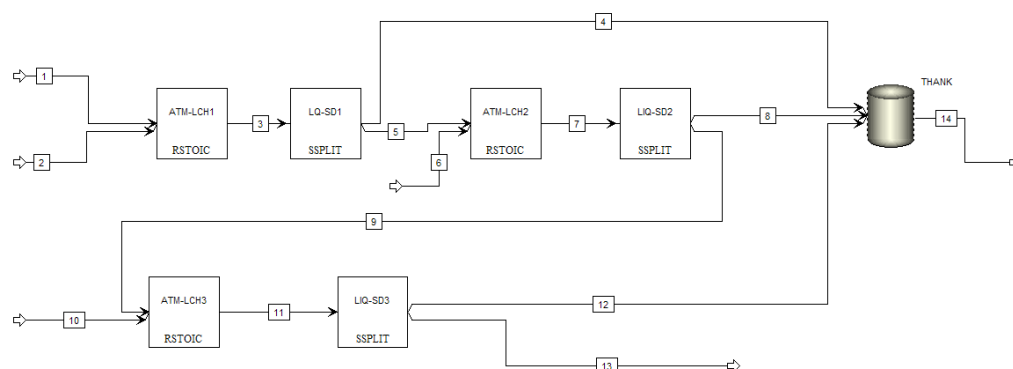 4
THANK
1
ATM-LCH1
LQ-SD1
ATM-LCH2
LIQ-SD2
8
14
3
5
7
RSTOIC
SSPLIT
RSTOIC
SSPLIT
2
6
9
ATM-LCH3
LIQ-SD3
10
11
12
RSTOIC
SSPLIT
13